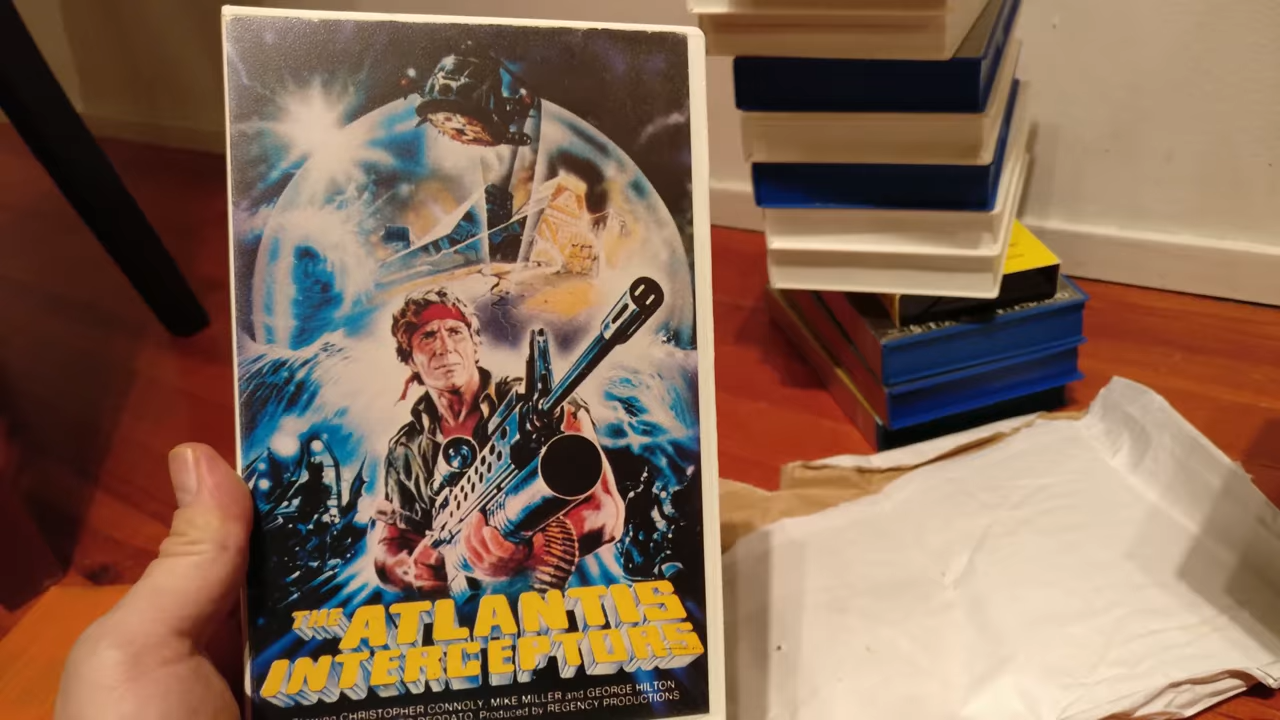 THE ATLANTIS
INTERCEPTORS
CHRISTOPHER CONNOLY, MIKE MILLER and GEORGE HILTON
DEODATO, Produced by REGENCY PRODUCTIONS